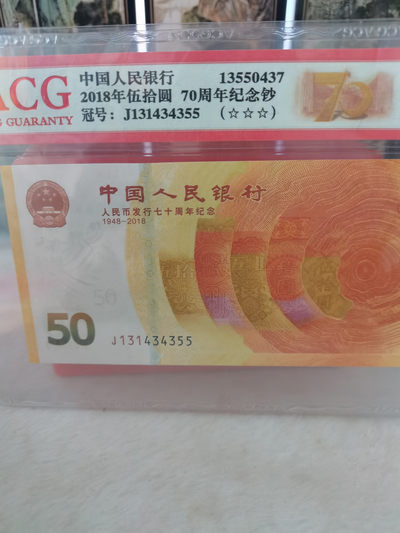 ACG
中国人民银行 13550437
2018年伍拾圆 70周年纪念钞
GUARANTY
冠号：J131434355 （☆☆☆）
70
中国人民银行
人民币发行七十周年纪念
1948-2018
50
50
J131434355